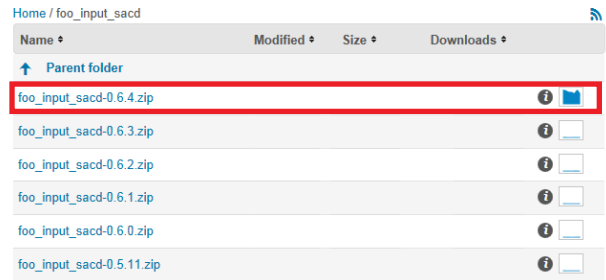 Home / foo_input_sacd
Name Modified Size Downloads
Parent folder
foo_input_sacd-0.6.4.zip
foo_input_sacd-0.6.3.zip
foo_input_sacd-0.6.2.zip
foo_input_sacd-0.6.1.zip
foo_input_sacd-0.6.0.zip
foo_input_sacd-0.5.11.zip